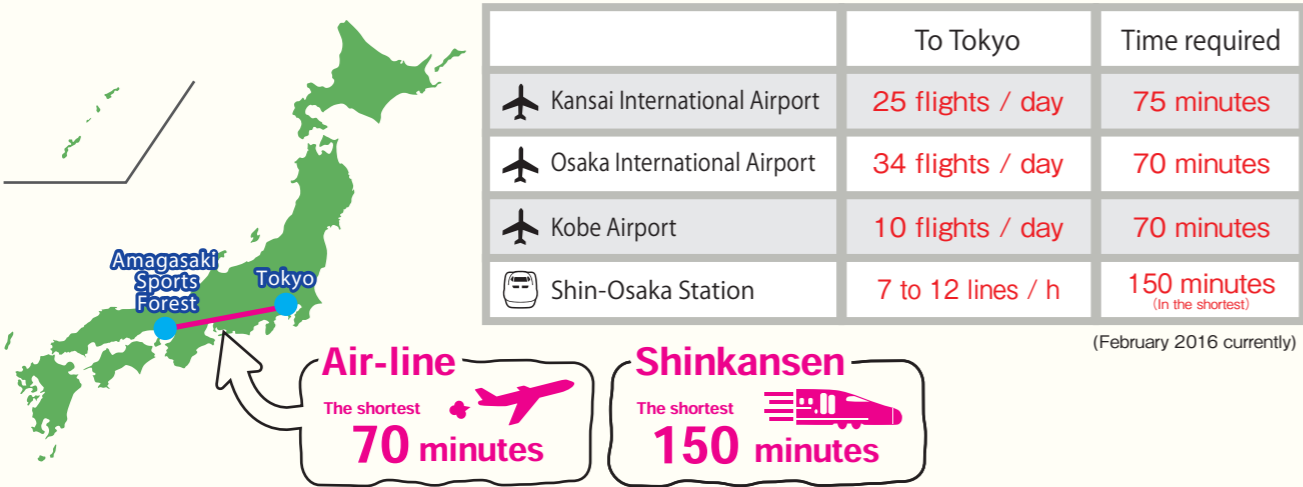 To Tokyo
Time required
Kansai International Airport
25 flights / day
75 minutes
Osaka International Airport
34 flights / day
70 minutes
Kobe Airport
10 flights / day
70 minutes
Shin-Osaka Station
7 to 12 lines / h
150 minutes
(In the shortest)
(February 2016 currently)
Amagasaki
Sports
Forest
Tokyo
Air-line
The shortest
70 minutes
Shinkansen
The shortest
150 minutes